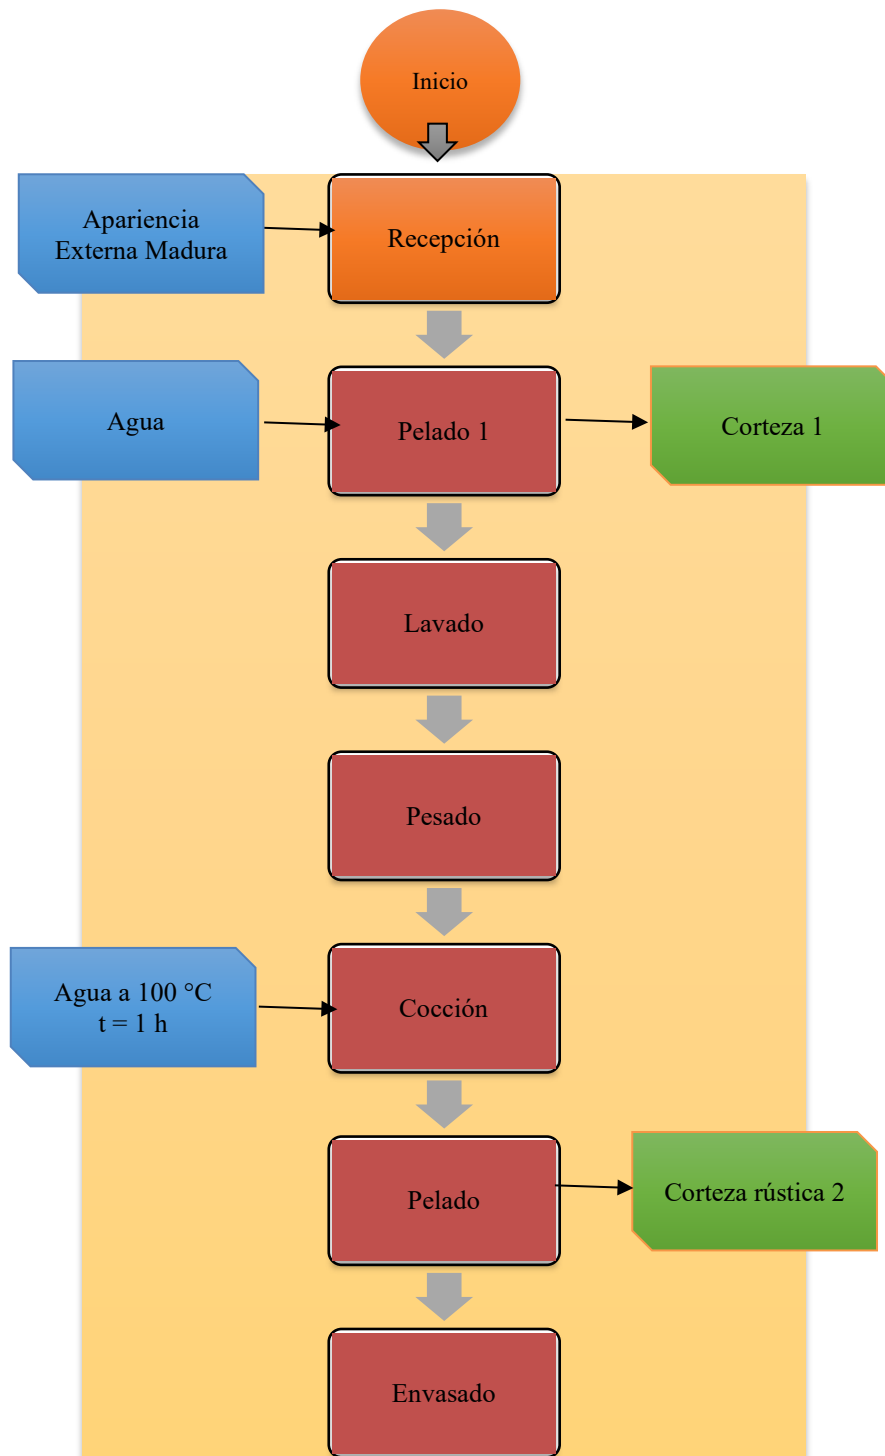 Inicio
Apariencia
Externa Madura
Recepción
Agua
Pelado 1
Corteza 1
Lavado
Pesado
Agua a 100 °C
t = 1 h
Cocción
Pelado
Corteza rústica 2
Envasado